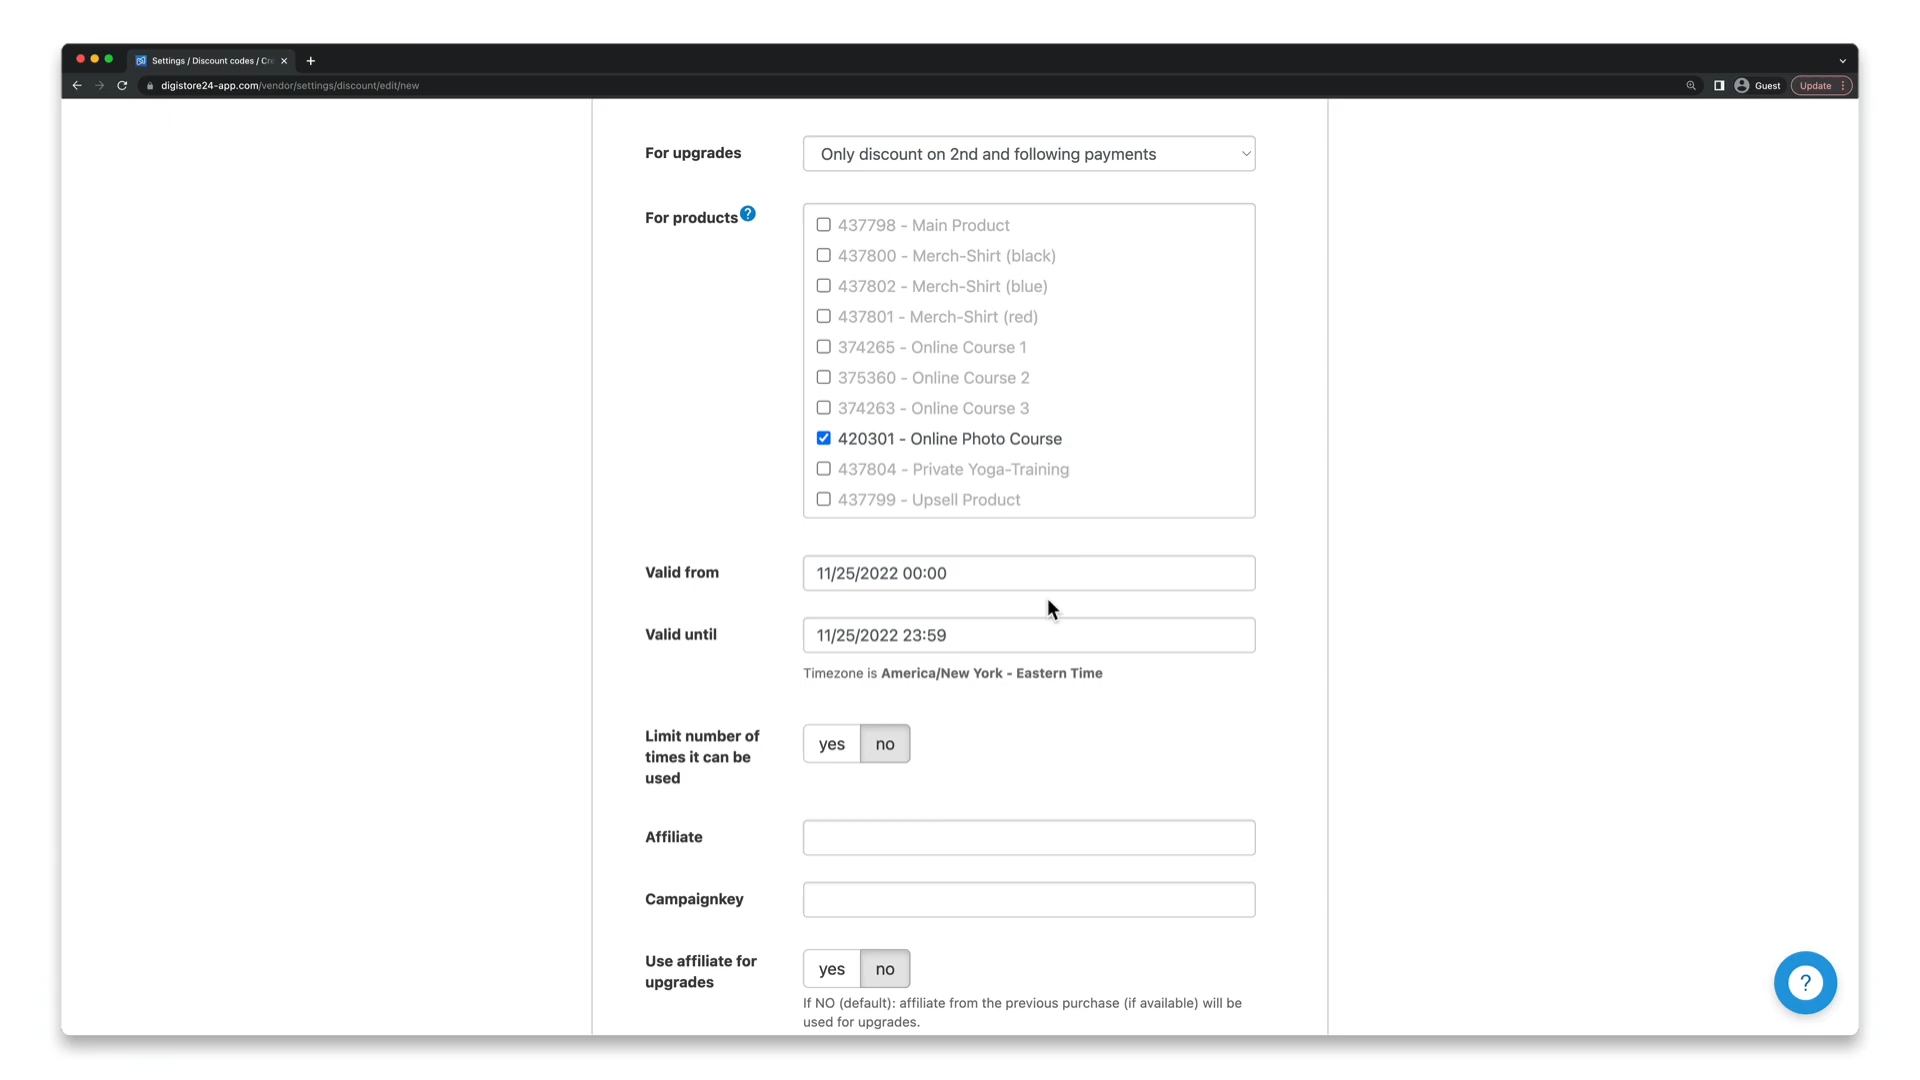 Settings / Discount codes / Cre
digistore24-app.com/vendor/settings/discount/edit/new
Guest
Update
For upgrades
Only discount on 2nd and following payments
For products ?
437798 - Main Product
437800 - Merch-Shirt (black)
437802 - Merch-Shirt (blue)
437801 - Merch-Shirt (red)
374265 - Online Course 1
375360 - Online Course 2
374263 - Online Course 3
420301 - Online Photo Course
437804 - Private Yoga-Training
437799 - Upsell Product
Valid from
11/25/2022 00:00
Valid until
11/25/2022 23:59
Timezone is America/New York - Eastern Time
Limit number of
times it can be
used
yes no
Affiliate
Campaignkey
Use affiliate for
upgrades
yes no
If NO (default): affiliate from the previous purchase (if available) will be
used for upgrades.
?